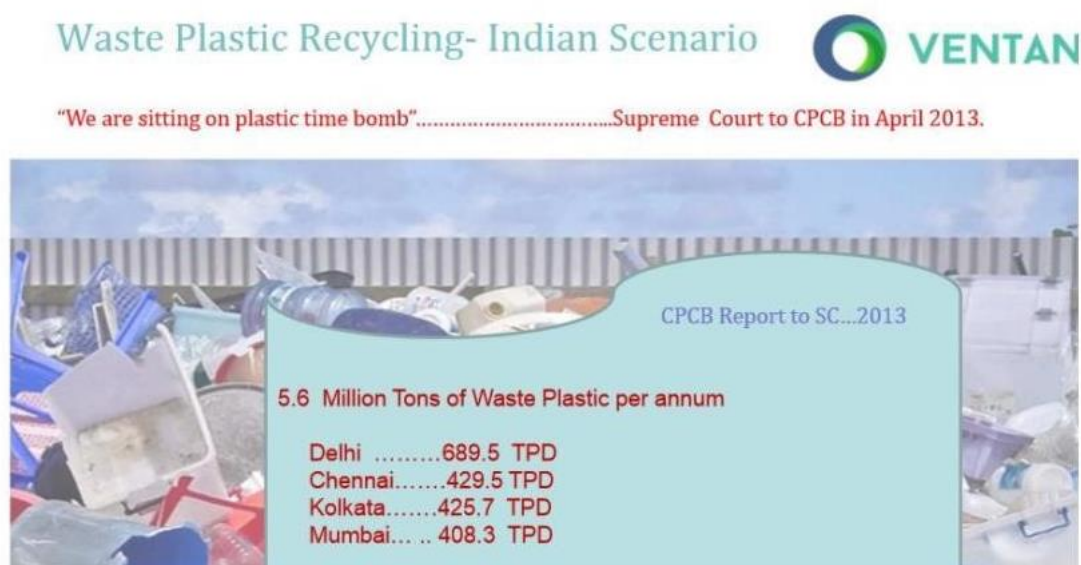 Waste Plastic Recycling- Indian Scenario
VENTAN
“We are sitting on plastic time bomb”.....................................Supreme Court to CPCB in April 2013.
CPCB Report to SC...2013
5.6 Million Tons of Waste Plastic per annum
Delhi .........689.5 TPD
Chennai.......429.5 TPD
Kolkata.......425.7 TPD
Mumbai... .. 408.3 TPD